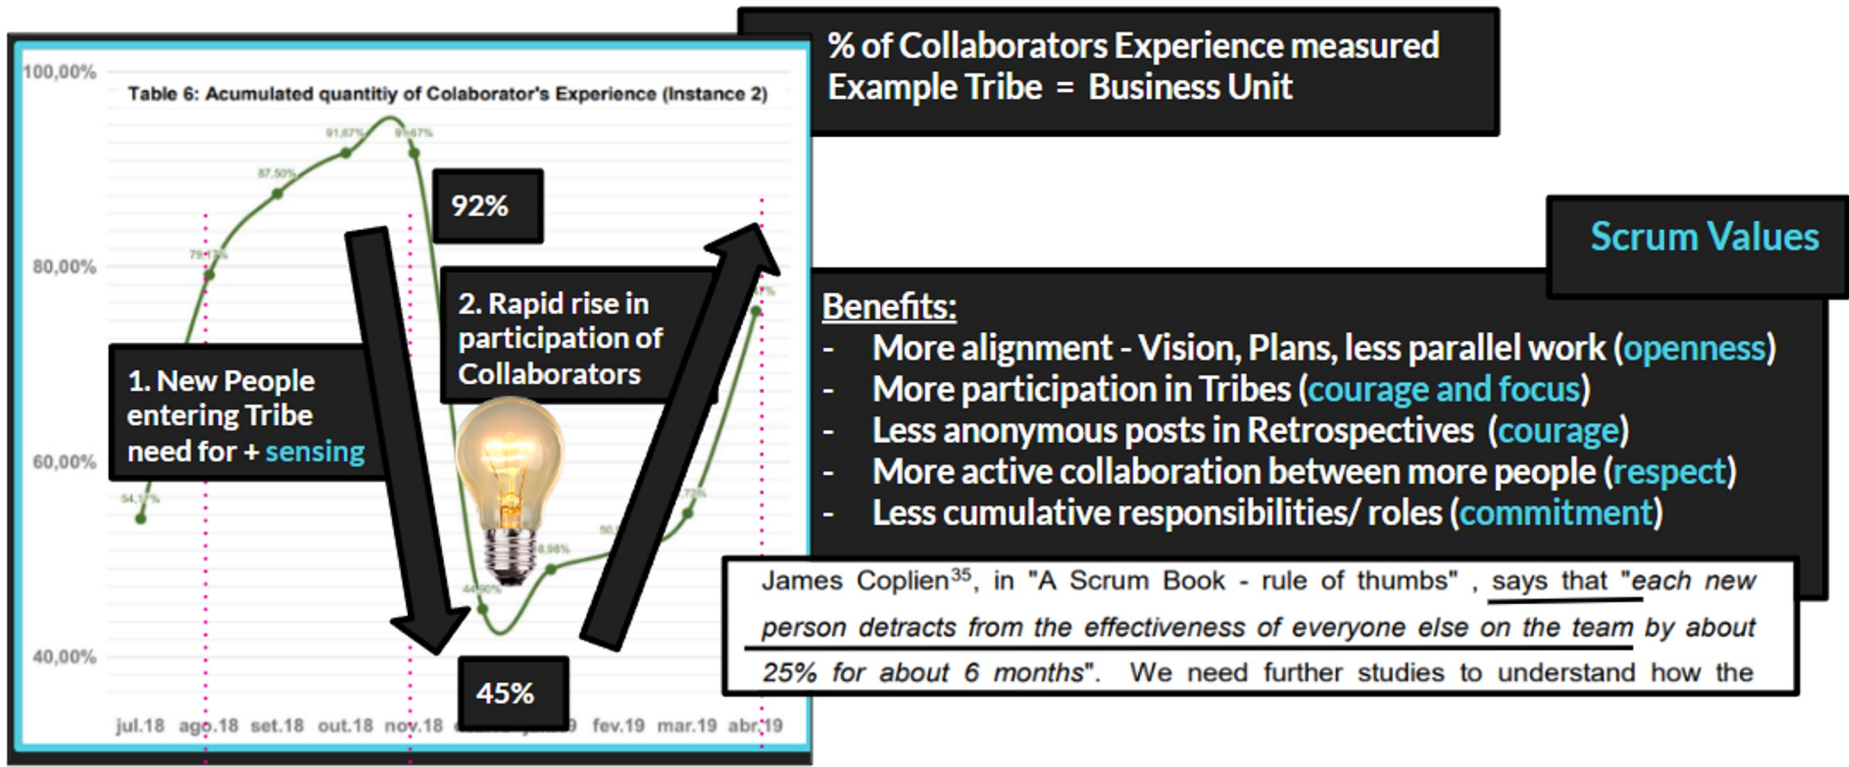 % of Collaborators Experience measured
Example Tribe = Business Unit
100,00%
Table 6: Acumulated quantitiy of Colaborator's Experience (Instance 2)
91,67%
91,67%
87,50%
79,17%
92%
80,00%
2. Rapid rise in
participation of
Collaborators
1. New People
entering Tribe
need for + sensing
60,00%
54,17%
44,90%
40,00%
45%
jul.18 ago.18 set.18 out.18 nov.18 fev.19 mar.19 abr.19
Scrum Values
Benefits:
- More alignment - Vision, Plans, less parallel work (openness)
- More participation in Tribes (courage and focus)
- Less anonymous posts in Retrospectives (courage)
- More active collaboration between more people (respect)
- Less cumulative responsibilities/ roles (commitment)
James Coplien35, in "A Scrum Book - rule of thumbs" , says that "each new
person detracts from the effectiveness of everyone else on the team by about
25% for about 6 months". We need further studies to understand how the